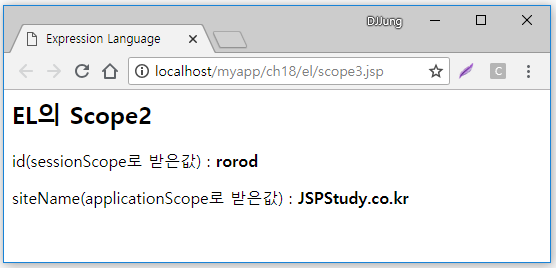 DJJung
Expression Language
localhost/myapp/ch18/el/scope3.jsp
C
EL의 Scope2
id(sessionScope로 받은값) : rorod
siteName(applicationScope로 받은값) : JSPStudy.co.kr